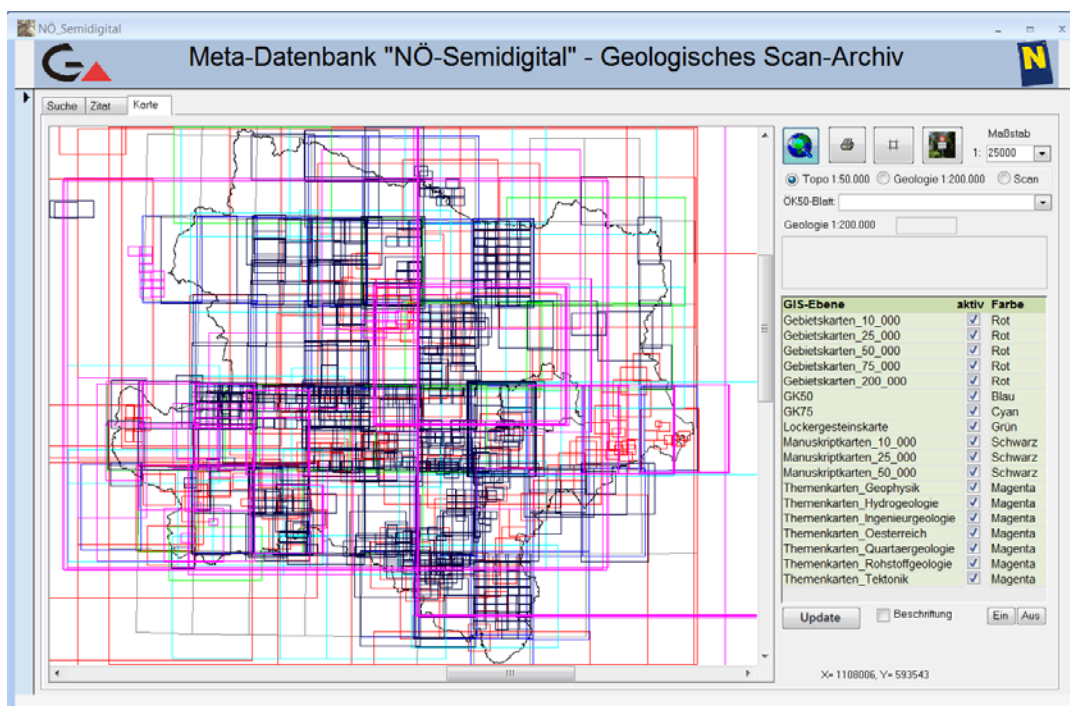 NÖ_Semidigital
Meta-Datenbank "NÖ-Semidigital" - Geologisches Scan-Archiv
Suche Zitat Karte
Maßstab
1: 25000
Topo 1:50.000 Geologie 1:200.000 Scan
ÖK50-Blatt:
Geologie 1:200.000
GIS-Ebene aktiv Farbe
Gebietskarten_10_000 Rot
Gebietskarten_25_000 Rot
Gebietskarten_50_000 Rot
Gebietskarten_75_000 Rot
Gebietskarten_200_000 Rot
GK50 Blau
GK75 Cyan
Lockergesteinskarte Grün
Manuskriptkarten_10_000 Schwarz
Manuskriptkarten_25_000 Schwarz
Manuskriptkarten_50_000 Schwarz
Themenkarten_Geophysik Magenta
Themenkarten_Hydrogeologie Magenta
Themenkarten_Ingenieurgeologie Magenta
Themenkarten_Oesterreich Magenta
Themenkarten_Quartaergeologie Magenta
Themenkarten_Rohstoffgeologie Magenta
Themenkarten_Tektonik Magenta
Update Beschriftung Ein Aus
X= 1108006, Y= 593543